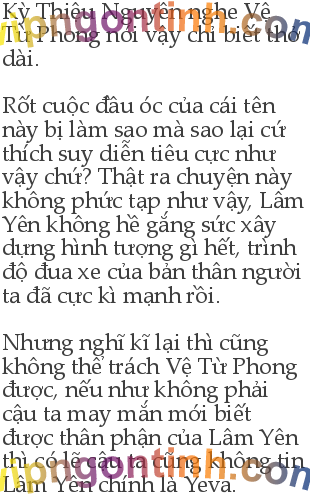 Kỳ Thiệu Nguyên nghe Vệ
Từ Phong nói vậy chỉ biết thở
dài.
Rốt cuộc đầu óc của cái tên
này bị làm sao mà sao lại cứ
thích suy diễn tiêu cực như
vậy chứ? Thật ra chuyện này
không phức tạp như vậy, Lâm
Yên không hề gắng sức xây
dựng hình tượng gì hết, trình
độ đua xe của bản thân người
ta đã cực kì mạnh rồi.
Nhưng nghĩ kĩ lại thì cũng
không thể trách Vệ Từ Phong
được, nếu như không phải
cậu ta may mắn mới biết
được thân phận của Lâm Yên
thì có lẽ cậu ta cũng không tin
Lâm Yên chính là Yeva.
vipngontinh.com
vipngontinh.com